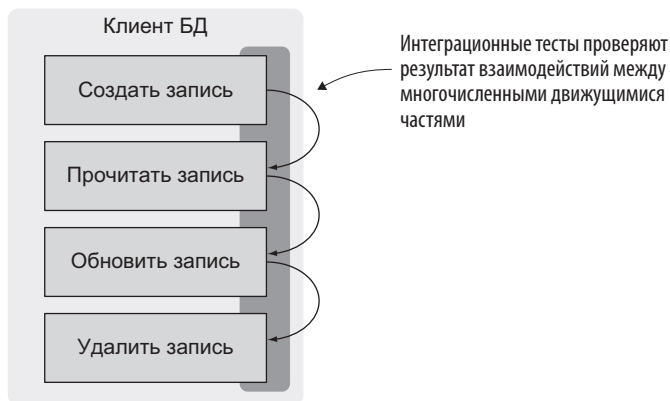 Клиент БД
Создать запись
Прочитать запись
Обновить запись
Удалить запись
Интеграционные тесты проверяют
результат взаимодействий между
многочисленными движущимися
частями